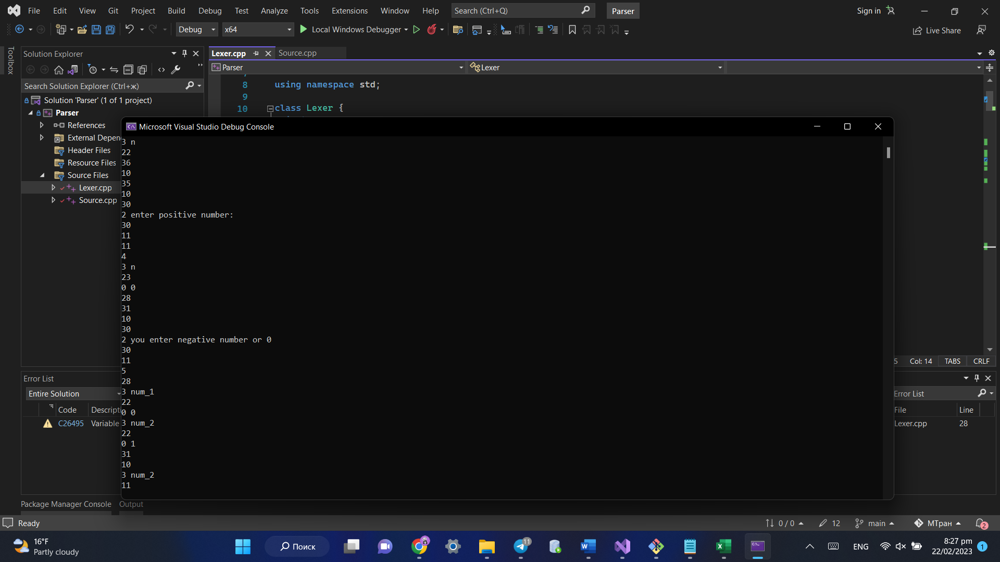 File Edit View Git Project Build Debug Test Analyze Tools Extensions Window Help Search (Ctrl+Q) Parser Sign in
Debug x64 Local Windows Debugger Live Share
Toolbox
Solution Explorer
Search Solution Explorer (Ctrl+ж)
Solution 'Parser' (1 of 1 project)
Parser
References
External Depen
Header Files
Resource Files
Source Files
Lexer.cpp
Source.cpp
Lexer.cpp Source.cpp
Parser Lexer
8 using namespace std;
9
10 class Lexer {
Microsoft Visual Studio Debug Console
3 n
22
36
10
35
10
30
2 enter positive number:
30
11
11
4
3 n
23
0 0
28
31
10
30
2 you enter negative number or 0
30
11
5
28
3 num_1
22
0 0
3 num_2
22
0 1
31
10
3 num_2
11
5 Col: 14 TABS CRLF
Error List
Entire Solution
Error List
Code Descripti
File Line
C26495 Variable
Lexer.cpp 28
Package Manager Console Output
Ready 0 / 0 12 main МТран 2
16°F
Partly cloudy
Поиск
11
ENG
8:27 pm
22/02/2023
1